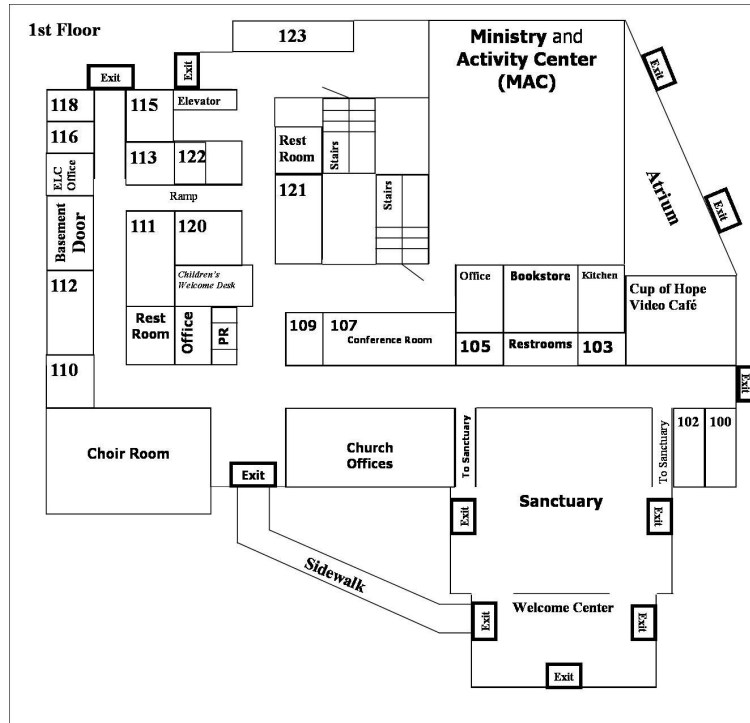 1st Floor
123
Ministry and
Activity Center
(MAC)
Exit
Exit
Exit
118
115
Elevator
116
113
122
Rest
Room
Stairs
ELC
Office
Ramp
121
Stairs
Atrium
Exit
Basement
Door
111
120
Children's
Welcome Desk
112
Office
Bookstore
Kitchen
Cup of Hope
Video Café
Rest
Room
Office
PR
109
107
Conference Room
105
Restrooms
103
110
Exit
Choir Room
Church
Offices
To Sanctuary
To Sanctuary
102
100
Exit
Sanctuary
Exit
Exit
Sidewalk
Welcome Center
Exit
Exit
Exit